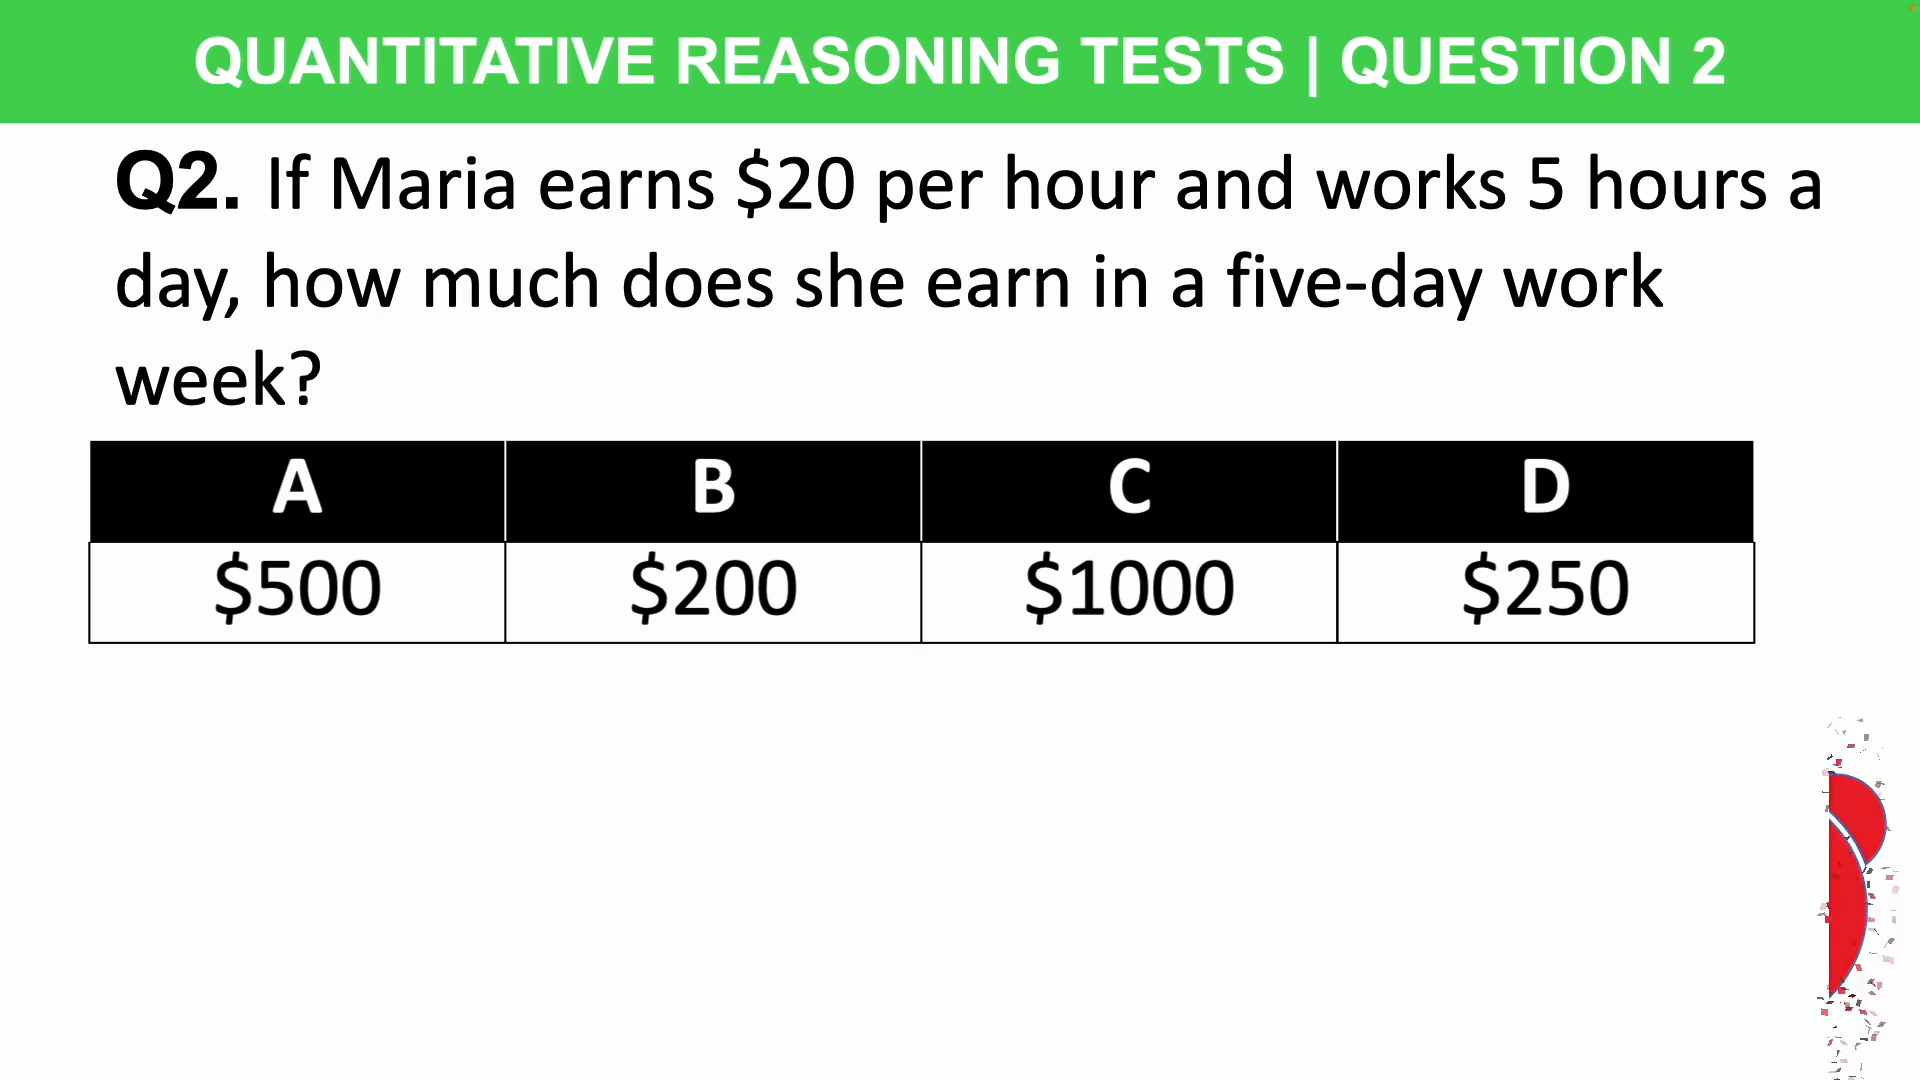 QUANTITATIVE REASONING TESTS | QUESTION 2
Q2. If Maria earns $20 per hour and works 5 hours a
day, how much does she earn in a five-day work
week?
A B C D
$500 $200 $1000 $250